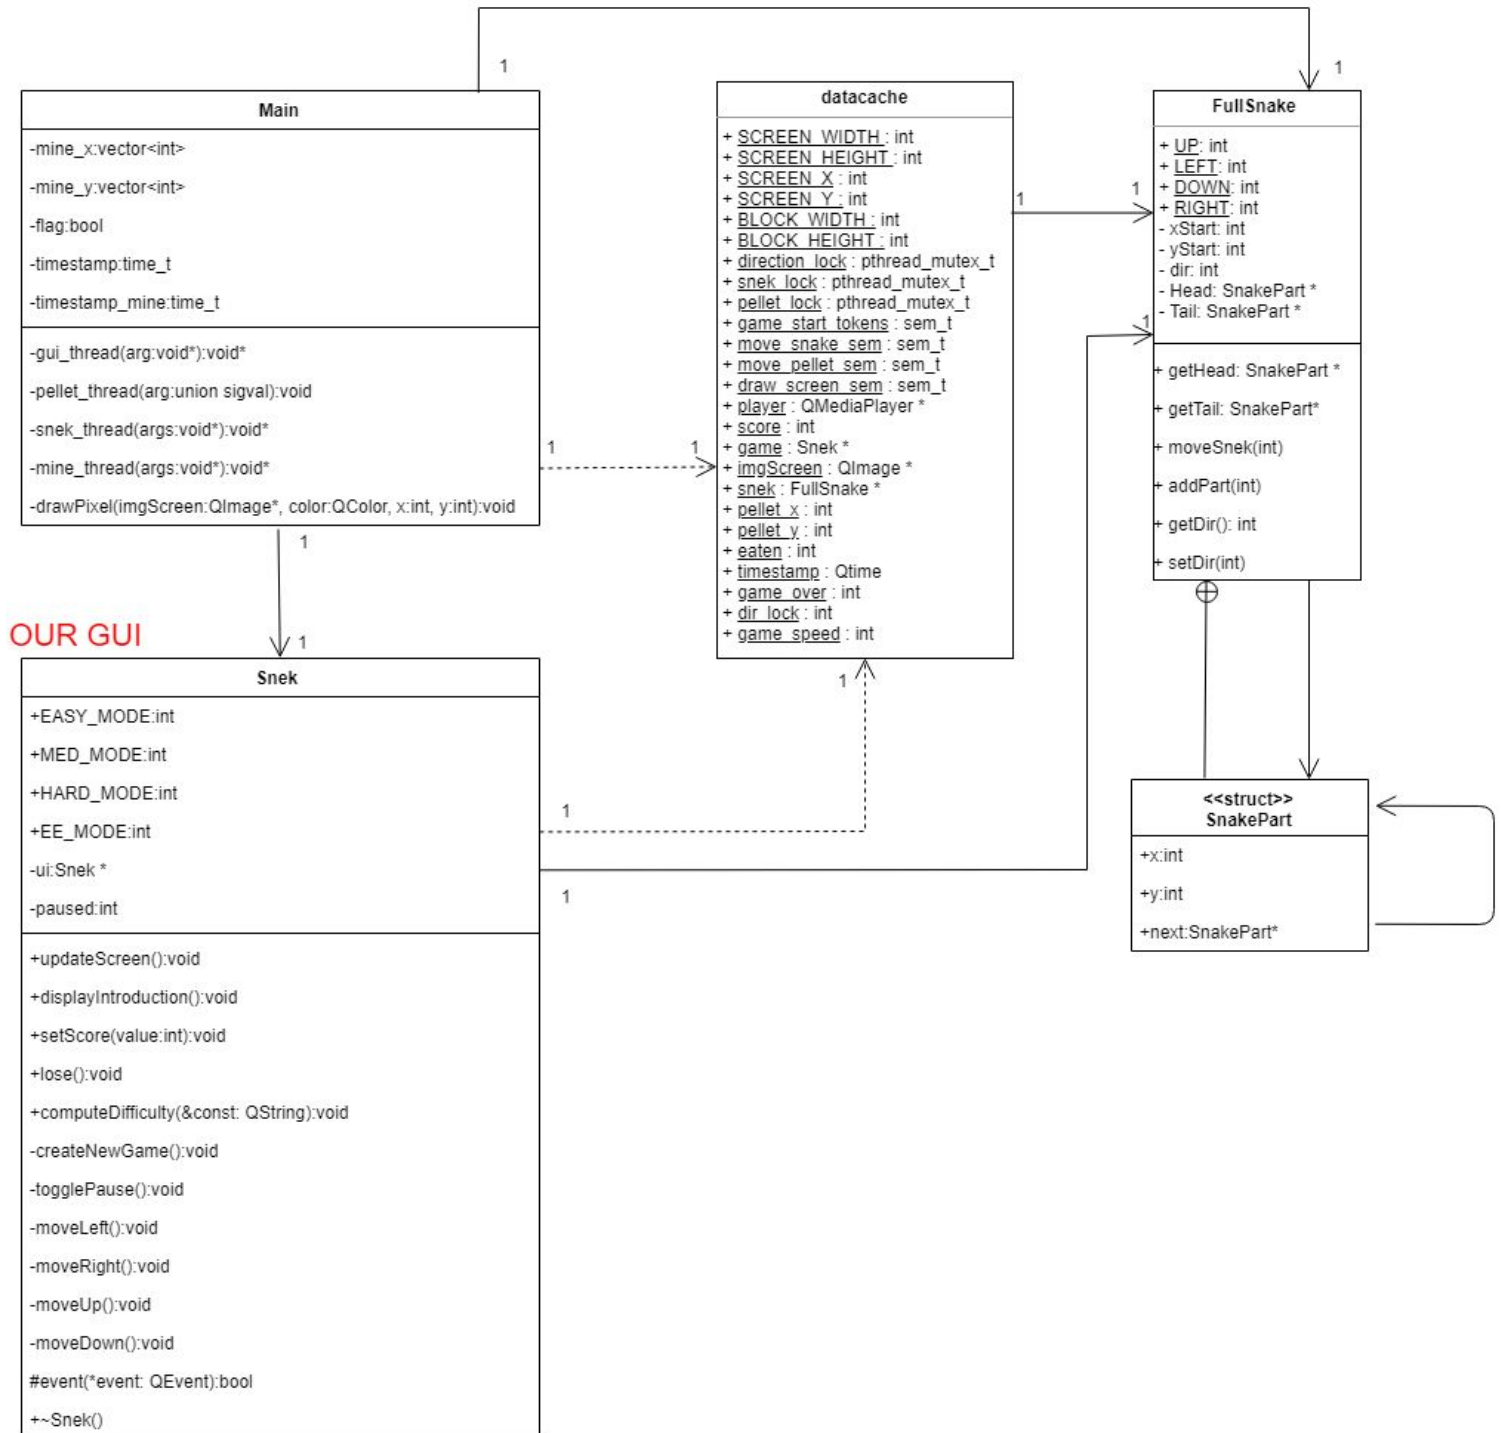 1
1
Main
-mine_x:vector<int>
-mine_y:vector<int>
-flag:bool
-timestamp:time_t
-timestamp_mine:time_t
-gui_thread(arg:void*):void*
-pellet_thread(arg:union sigval):void
-snek_thread(args:void*):void*
-mine_thread(args:void*):void*
-drawPixel(imgScreen:QImage*, color:QColor, x:int, y:int):void
1
1
1
1
datacache
+ SCREEN_WIDTH : int
+ SCREEN_HEIGHT : int
+ SCREEN_X : int
+ SCREEN_Y : int
+ BLOCK_WIDTH : int
+ BLOCK_HEIGHT : int
+ direction_lock : pthread_mutex_t
+ snek_lock : pthread_mutex_t
+ pellet_lock : pthread_mutex_t
+ game_start_tokens : sem_t
+ move_snake_sem : sem_t
+ move_pellet_sem : sem_t
+ draw_screen_sem : sem_t
+ player : QMediaPlayer *
+ score : int
+ game : Snek *
+ imgScreen : QImage *
+ snek : FullSnake *
+ pellet_x : int
+ pellet_y : int
+ eaten : int
+ timestamp : Qtime
+ game_over : int
+ dir_lock : int
+ game_speed : int
1
1
1
1
FullSnake
+ UP: int
+ LEFT: int
+ DOWN: int
+ RIGHT: int
- xStart: int
- yStart: int
- dir: int
- Head: SnakePart *
- Tail: SnakePart *
+ getHead: SnakePart *
+ getTail: SnakePart*
+ moveSnek(int)
+ addPart(int)
+ getDir(): int
+ setDir(int)
OUR GUI
Snek
+EASY_MODE:int
+MED_MODE:int
+HARD_MODE:int
+EE_MODE:int
-ui:Snek *
-paused:int
+updateScreen():void
+displayIntroduction():void
+setScore(value:int):void
+lose():void
+computeDifficulty(&const: QString):void
-createNewGame():void
-togglePause():void
-moveLeft():void
-moveRight():void
-moveUp():void
-moveDown():void
#event(*event: QEvent):bool
+~Snek()
1
1
<<struct>>
SnakePart
+x:int
+y:int
+next:SnakePart*